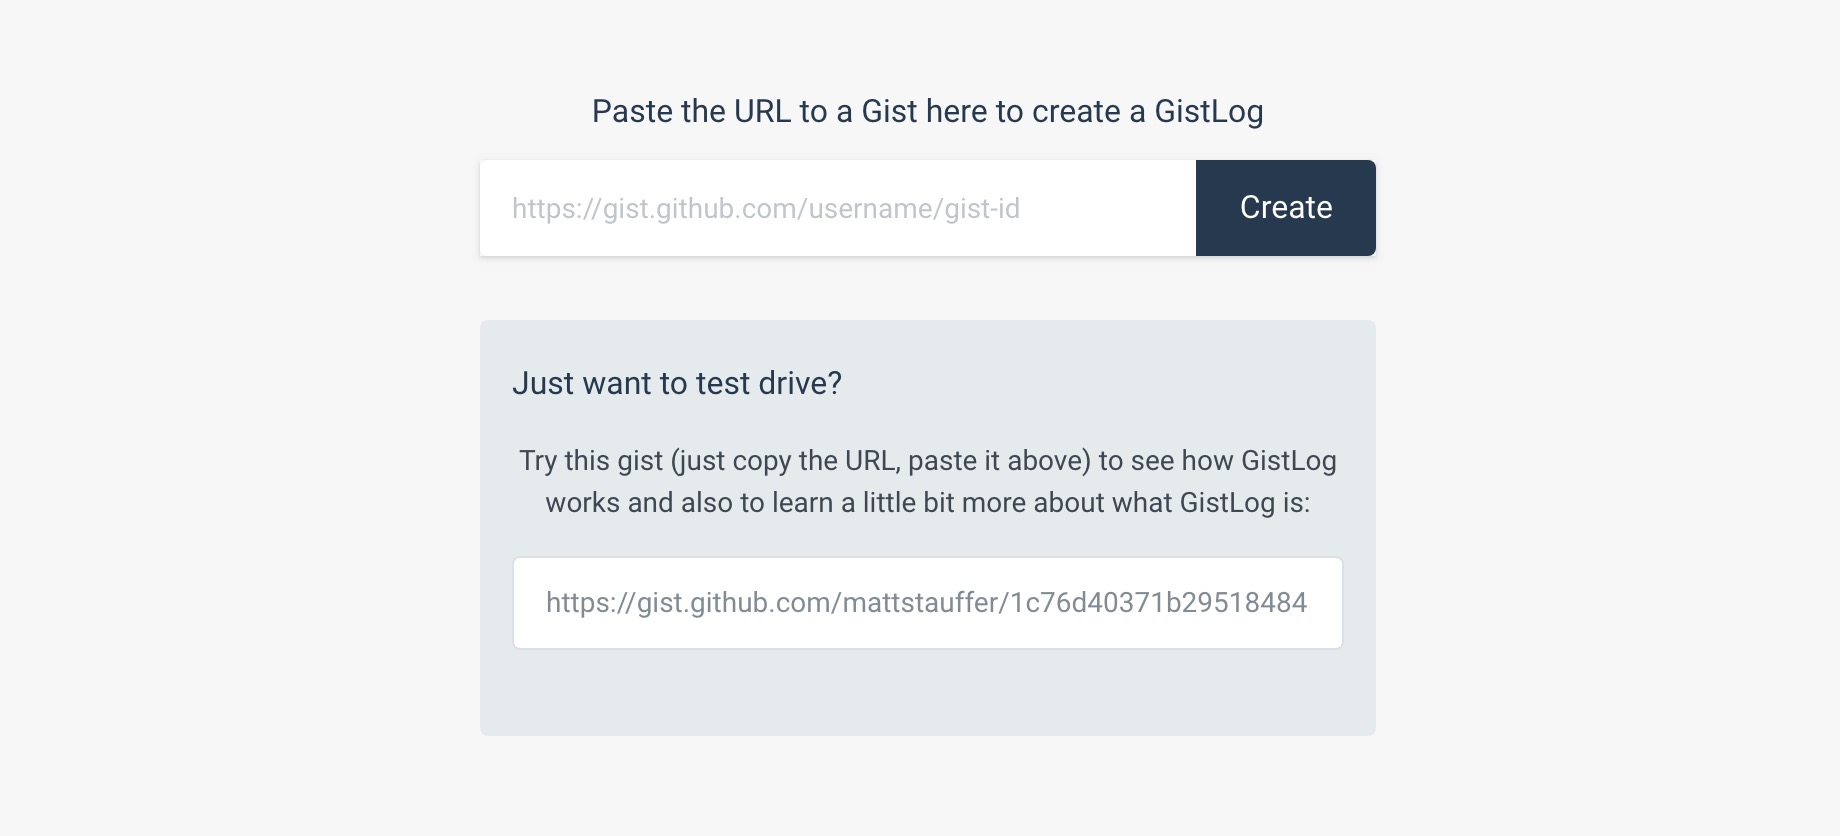 Paste the URL to a Gist here to create a GistLog
https://gist.github.com/username/gist-id
Create
Just want to test drive?
Try this gist (just copy the URL, paste it above) to see how GistLog
works and also to learn a little bit more about what GistLog is:
https://gist.github.com/mattstauffer/1c76d40371b29518484